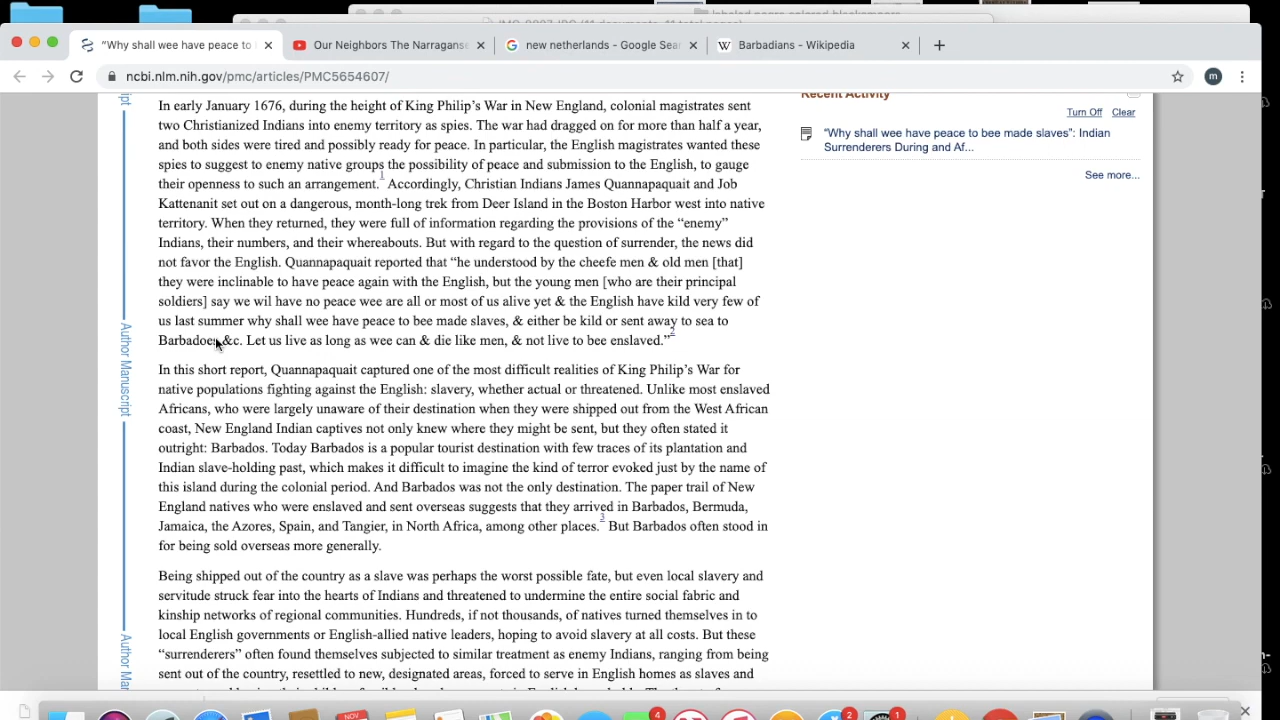 "Why shall wee have peace to
Our Neighbors The Narraganse
new netherlands - Google Sear
Barbadians - Wikipedia
ncbi.nlm.nih.gov/pmc/articles/PMC5654607/
m
Recent Activity
Turn Off Clear
"Why shall wee have peace to bee made slaves": Indian
Surrenderers During and Af...
See more...
In early January 1676, during the height of King Philip's War in New England, colonial magistrates sent
two Christianized Indians into enemy territory as spies. The war had dragged on for more than half a year,
and both sides were tired and possibly ready for peace. In particular, the English magistrates wanted these
spies to suggest to enemy native groups the possibility of peace and submission to the English, to gauge
their openness to such an arrangement.1 Accordingly, Christian Indians James Quannapaquait and Job
Kattenanit set out on a dangerous, month-long trek from Deer Island in the Boston Harbor west into native
territory. When they returned, they were full of information regarding the provisions of the "enemy"
Indians, their numbers, and their whereabouts. But with regard to the question of surrender, the news did
not favor the English. Quannapaquait reported that "he understood by the cheefe men & old men [that]
they were inclinable to have peace again with the English, but the young men [who are their principal
soldiers] say we wil have no peace wee are all or most of us alive yet & the English have kild very few of
us last summer why shall wee have peace to bee made slaves, & either be kild or sent away to sea to
Barbadoes &c. Let us live as long as wee can & die like men, & not live to bee enslaved."2
In this short report, Quannapaquait captured one of the most difficult realities of King Philip's War for
native populations fighting against the English: slavery, whether actual or threatened. Unlike most enslaved
Africans, who were largely unaware of their destination when they were shipped out from the West African
coast, New England Indian captives not only knew where they might be sent, but they often stated it
outright: Barbados. Today Barbados is a popular tourist destination with few traces of its plantation and
Indian slave-holding past, which makes it difficult to imagine the kind of terror evoked just by the name of
this island during the colonial period. And Barbados was not the only destination. The paper trail of New
England natives who were enslaved and sent overseas suggests that they arrived in Barbados, Bermuda,
Jamaica, the Azores, Spain, and Tangier, in North Africa, among other places.3 But Barbados often stood in
for being sold overseas more generally.
Being shipped out of the country as a slave was perhaps the worst possible fate, but even local slavery and
servitude struck fear into the hearts of Indians and threatened to undermine the entire social fabric and
kinship networks of regional communities. Hundreds, if not thousands, of natives turned themselves in to
local English governments or English-allied native leaders, hoping to avoid slavery at all costs. But these
"surrenderers" often found themselves subjected to similar treatment as enemy Indians, ranging from being
sent out of the country, resettled to new, designated areas, forced to serve in English homes as slaves and
Author Manuscript
NOV
4
2
1